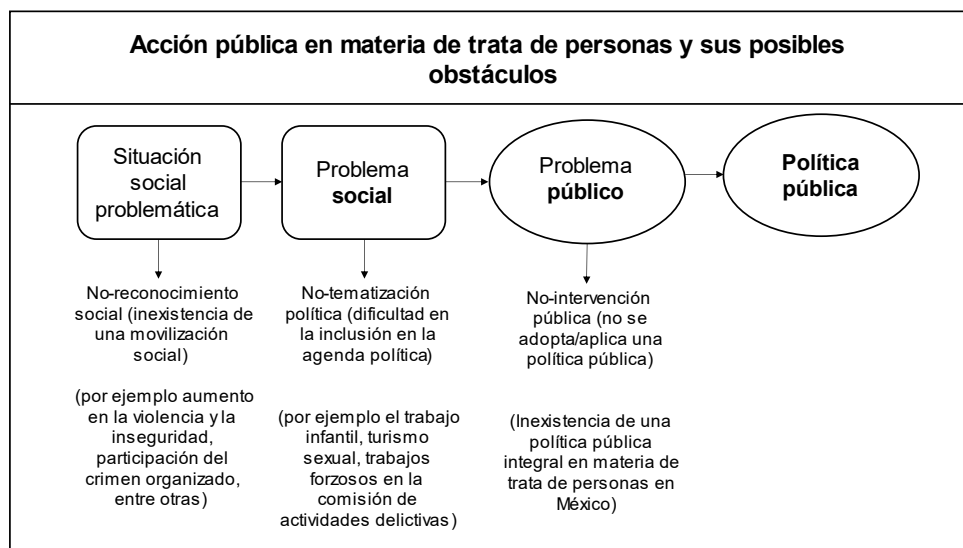 Acción pública en materia de trata de personas y sus posibles
obstáculos
Situación
social
problemática
Problema
social
Problema
público
Política
pública
No-reconocimiento
social (inexistencia de
una movilización
social)
(por ejemplo aumento
en la violencia y la
inseguridad,
participación del
crimen organizado,
entre otras)
No-tematización
política (dificultad en
la inclusión en la
agenda política)
(por ejemplo el trabajo
infantil, turismo
sexual, trabajos
forzosos en la
comisión de
actividades delictivas)
No-intervención
pública (no se
adopta/aplica una
política pública)
(Inexistencia de una
política pública
integral en materia de
trata de personas en
México)